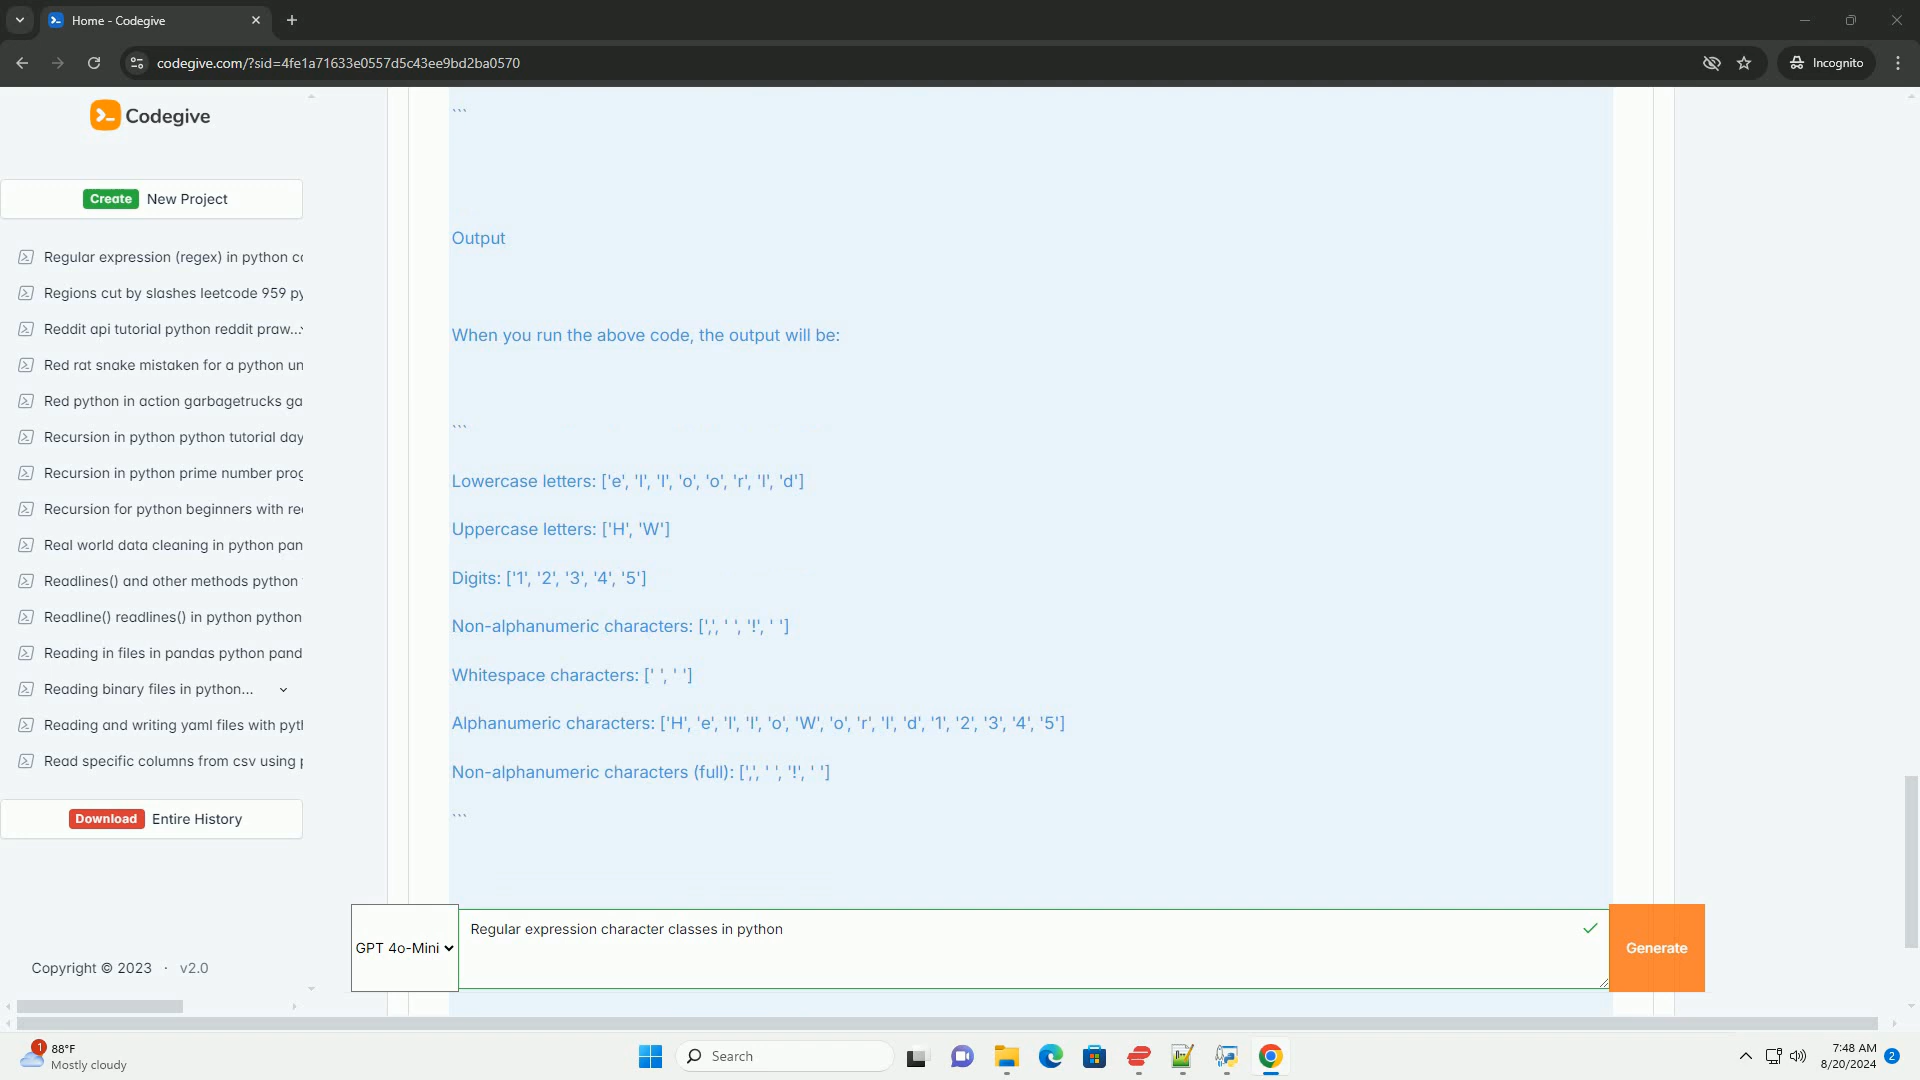 Home - Codegive
codegive.com/?sid=4fe1a71633e0557d5c43ee9bd2ba0570
Incognito
Codegive
Create New Project
Regular expression (regex) in python co
Regions cut by slashes leetcode 959 py
Reddit api tutorial python reddit praw...
Red rat snake mistaken for a python un
Red python in action garbagetrucks ga
Recursion in python python tutorial day
Recursion in python prime number prog
Recursion for python beginners with re
Real world data cleaning in python pan
Readlines() and other methods python
Readline() readlines() in python python
Reading in files in pandas python pand
Reading binary files in python...
Reading and writing yaml files with pyth
Read specific columns from csv using p
Download Entire History
Copyright © 2023 · v2.0
```
Output
When you run the above code, the output will be:
```
Lowercase letters: ['e', 'l', 'l', 'o', 'o', 'r', 'l', 'd']
Uppercase letters: ['H', 'W']
Digits: ['1', '2', '3', '4', '5']
Non-alphanumeric characters: [',', ' ', '!', ' ']
Whitespace characters: [' ', ' ']
Alphanumeric characters: ['H', 'e', 'l', 'l', 'o', 'W', 'o', 'r', 'l', 'd', '1', '2', '3', '4', '5']
Non-alphanumeric characters (full): [',', ' ', '!', ' ']
```
GPT 4o-Mini
Regular expression character classes in python
Generate
1
88°F
Mostly cloudy
Search
7:48 AM
8/20/2024
2